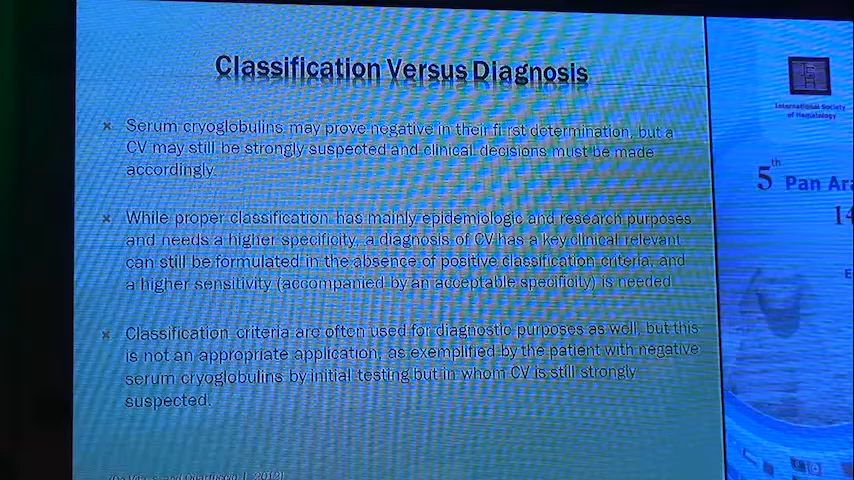 Classification Versus Diagnosis
Serum cryoglobulins may prove negative in their fi rst determination, but a
CV may still be strongly suspected and clinical decisions must be made
accordingly.
While proper classification has mainly epidemiologic and research purposes
and needs a higher specificity, a diagnosis of CV has a key clinical relevant
can still be formulated in the absence of positive classification criteria, and
a higher sensitivity (accompanied by an acceptable specificity) is needed
Classification criteria are often used for diagnostic purposes as well, but this
is not an appropriate application, as exemplified by the patient with negative
serum cryoglobulins by initial testing but in whom CV is still strongly
suspected.
International Society
of Hematology
5th Pan Ara
14
E